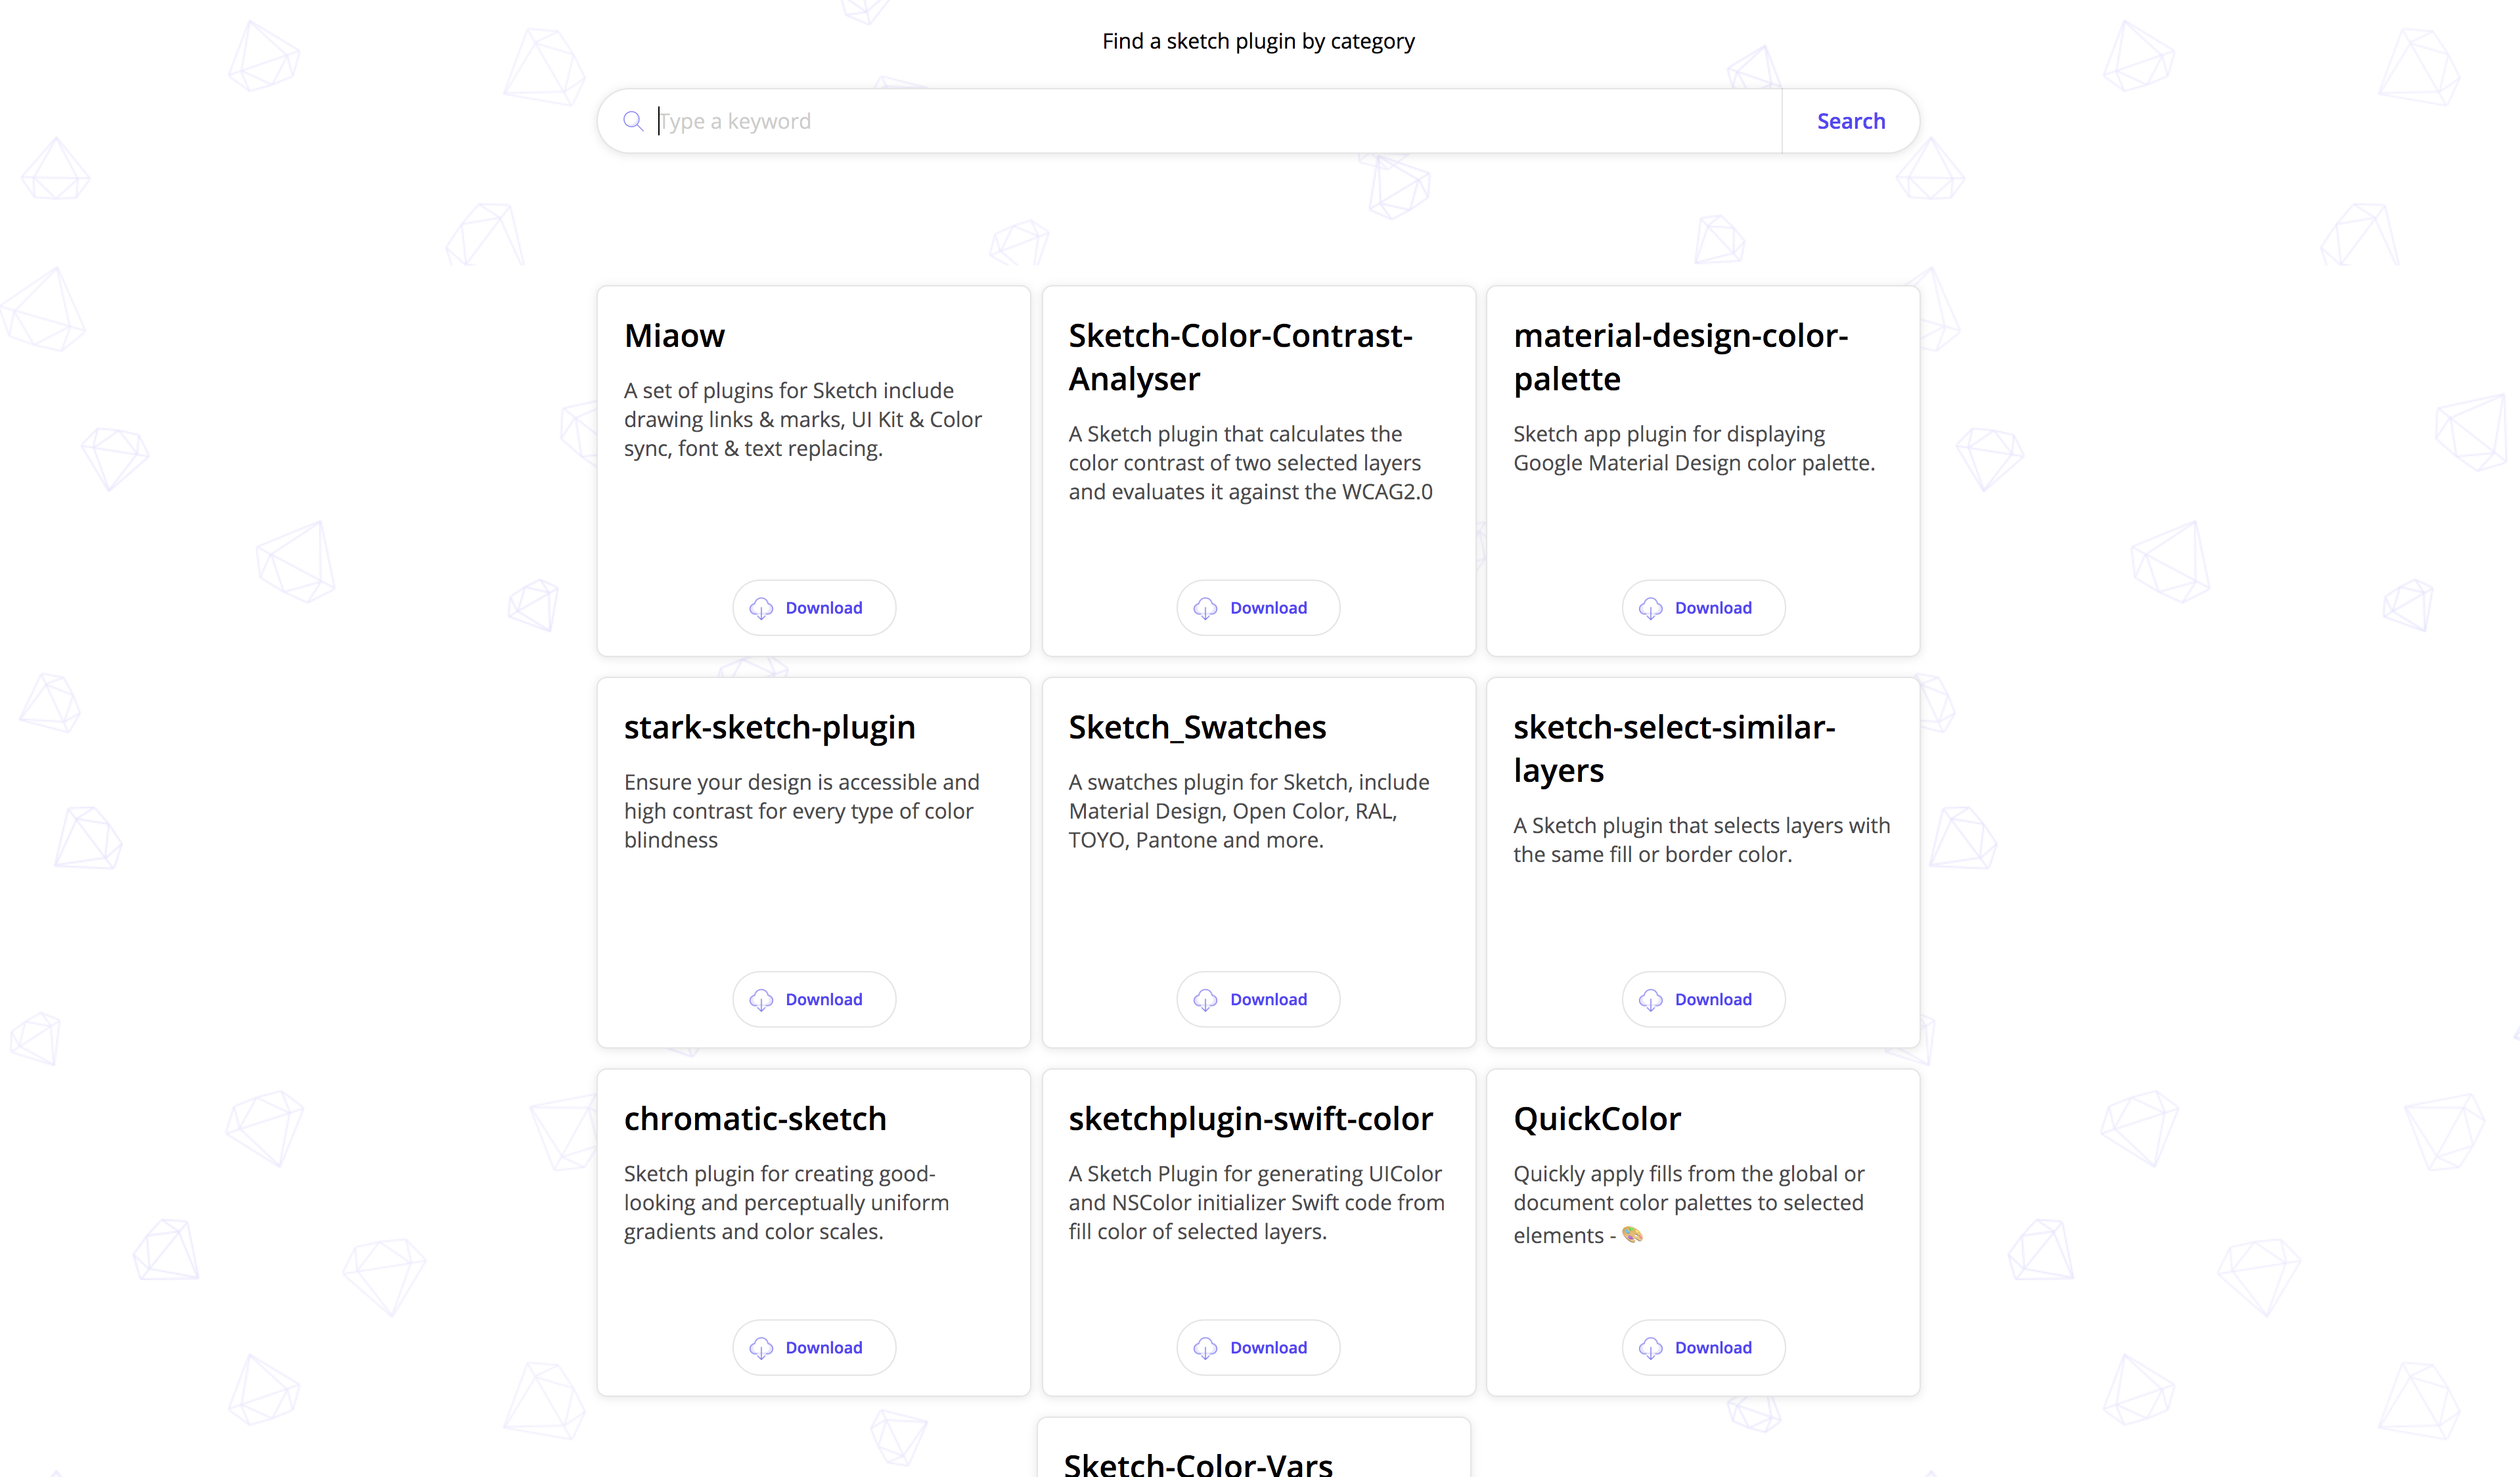 Find a sketch plugin by category
Type a keyword
Search
Miaow
A set of plugins for Sketch include
drawing links & marks, UI Kit & Color
sync, font & text replacing.
Download
Sketch-Color-Contrast-
Analyser
A Sketch plugin that calculates the
color contrast of two selected layers
and evaluates it against the WCAG2.0
Download
material-design-color-
palette
Sketch app plugin for displaying
Google Material Design color palette.
Download
stark-sketch-plugin
Ensure your design is accessible and
high contrast for every type of color
blindness
Download
Sketch_Swatches
A swatches plugin for Sketch, include
Material Design, Open Color, RAL,
TOYO, Pantone and more.
Download
sketch-select-similar-
layers
A Sketch plugin that selects layers with
the same fill or border color.
Download
chromatic-sketch
Sketch plugin for creating good-
looking and perceptually uniform
gradients and color scales.
Download
sketchplugin-swift-color
A Sketch Plugin for generating UIColor
and NSColor initializer Swift code from
fill color of selected layers.
Download
QuickColor
Quickly apply fills from the global or
document color palettes to selected
elements - 🎨
Download
Sketch-Color-Vars